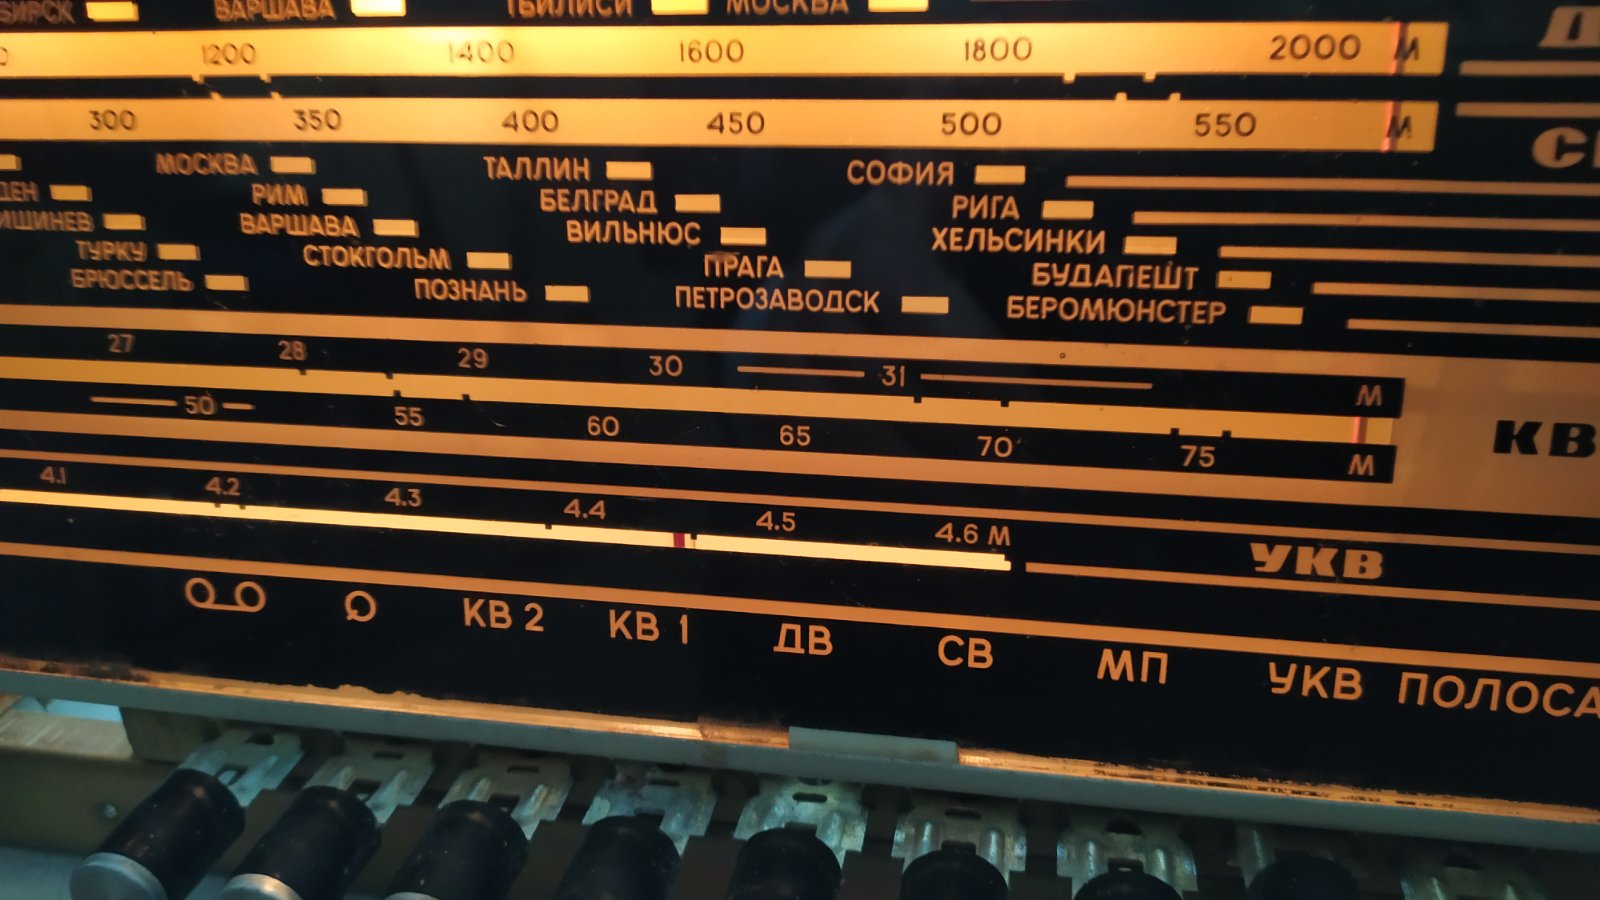 ВАРШАВА ТБИЛИСИ МОСКВА
1200 1400 1600 1800 2000 М
300 350 400 450 500 550 М
МОСКВА ТАЛЛИН СОФИЯ
РИМ БЕЛГРАД РИГА
ИШИНЕВ ВАРШАВА ВИЛЬНЮС ХЕЛЬСИНКИ
ТУРКУ СТОКГОЛЬМ ПРАГА БУДАПЕШТ
БРЮССЕЛЬ ПОЗНАНЬ ПЕТРОЗАВОДСК БЕРОМЮНСТЕР
27 28 29 30 31 М
50 55 60 65 70 75 М
КВ
4.1 4.2 4.3 4.4 4.5 4.6 М
УКВ
КВ 2 КВ 1 ДВ СВ МП УКВ ПОЛОСА